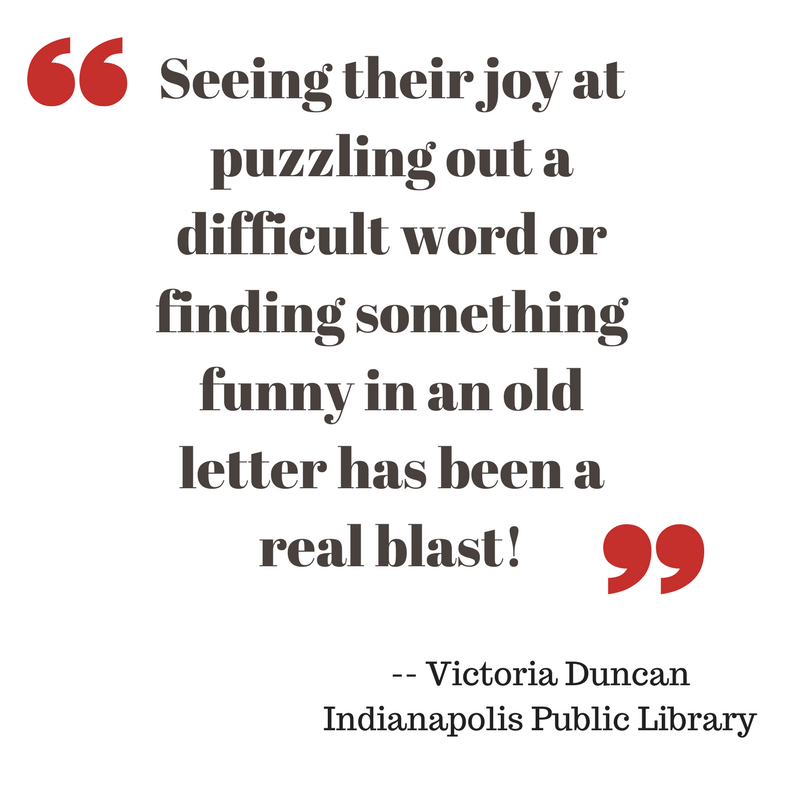 “ Seeing their joy at
puzzling out a
difficult word or
finding something
funny in an old
letter has been a
real blast! ”
-- Victoria Duncan
Indianapolis Public Library